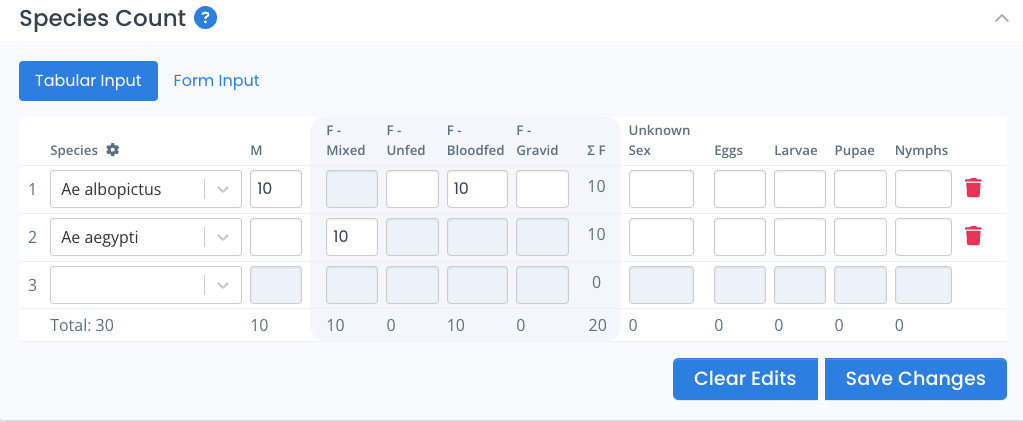 Species Count ?
Tabular Input Form Input
Species M F - Mixed F - Unfed F - Bloodfed F - Gravid Σ F Unknown Sex Eggs Larvae Pupae Nymphs
1 Ae albopictus 10 10 10
2 Ae aegypti 10 10
3 0
Total: 30 10 10 0 10 0 20 0 0 0 0 0
Clear Edits Save Changes